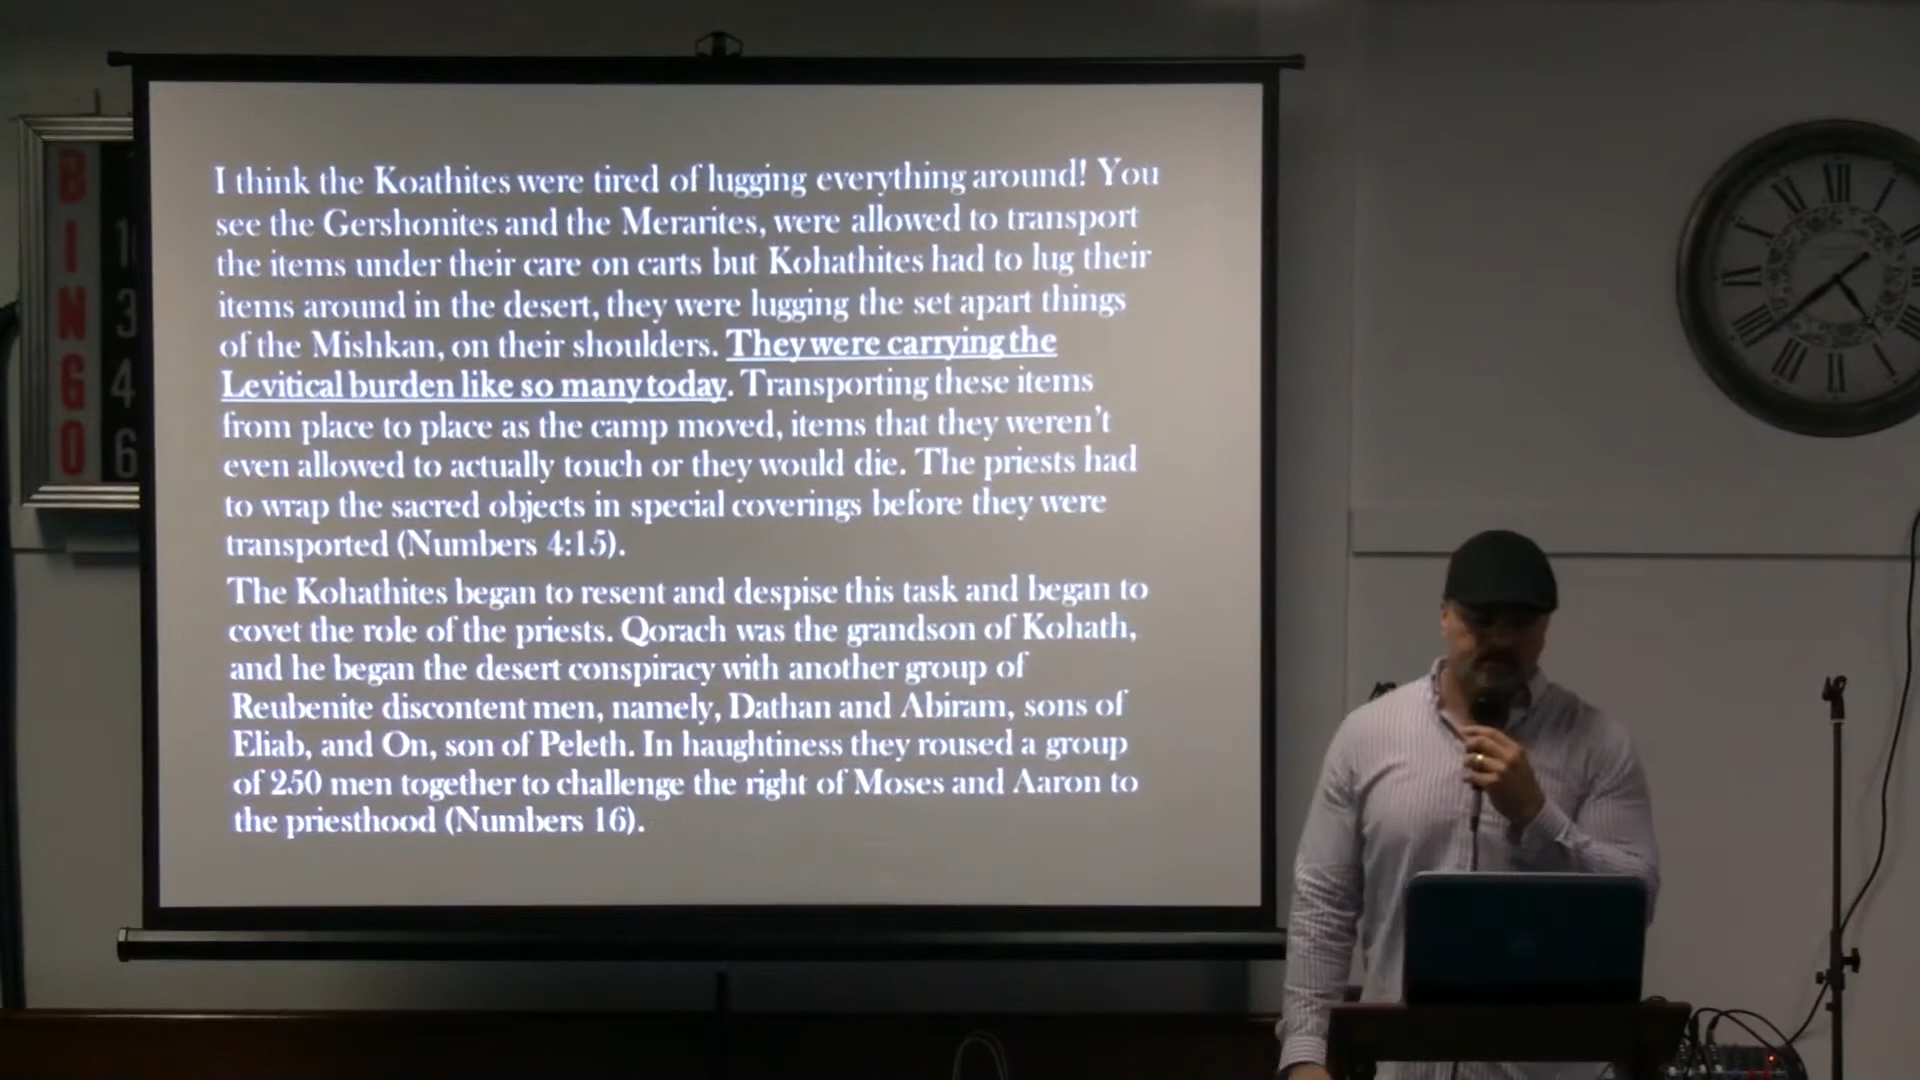 I think the Koathites were tired of lugging everything around! You
see the Gershonites and the Merarites, were allowed to transport
the items under their care on carts but Kohathites had to lug their
items around in the desert, they were lugging the set apart things
of the Mishkan, on their shoulders. They were carrying the
Levitical burden like so many today. Transporting these items
from place to place as the camp moved, items that they weren't
even allowed to actually touch or they would die. The priests had
to wrap the sacred objects in special coverings before they were
transported (Numbers 4:15).
The Kohathites began to resent and despise this task and began to
covet the role of the priests. Qorach was the grandson of Kohath,
and he began the desert conspiracy with another group of
Reubenite discontent men, namely, Dathan and Abiram, sons of
Eliab, and On, son of Peleth. In haughtiness they roused a group
of 250 men together to challenge the right of Moses and Aaron to
the priesthood (Numbers 16).
B
I
N 3
G 4
O 6
XII